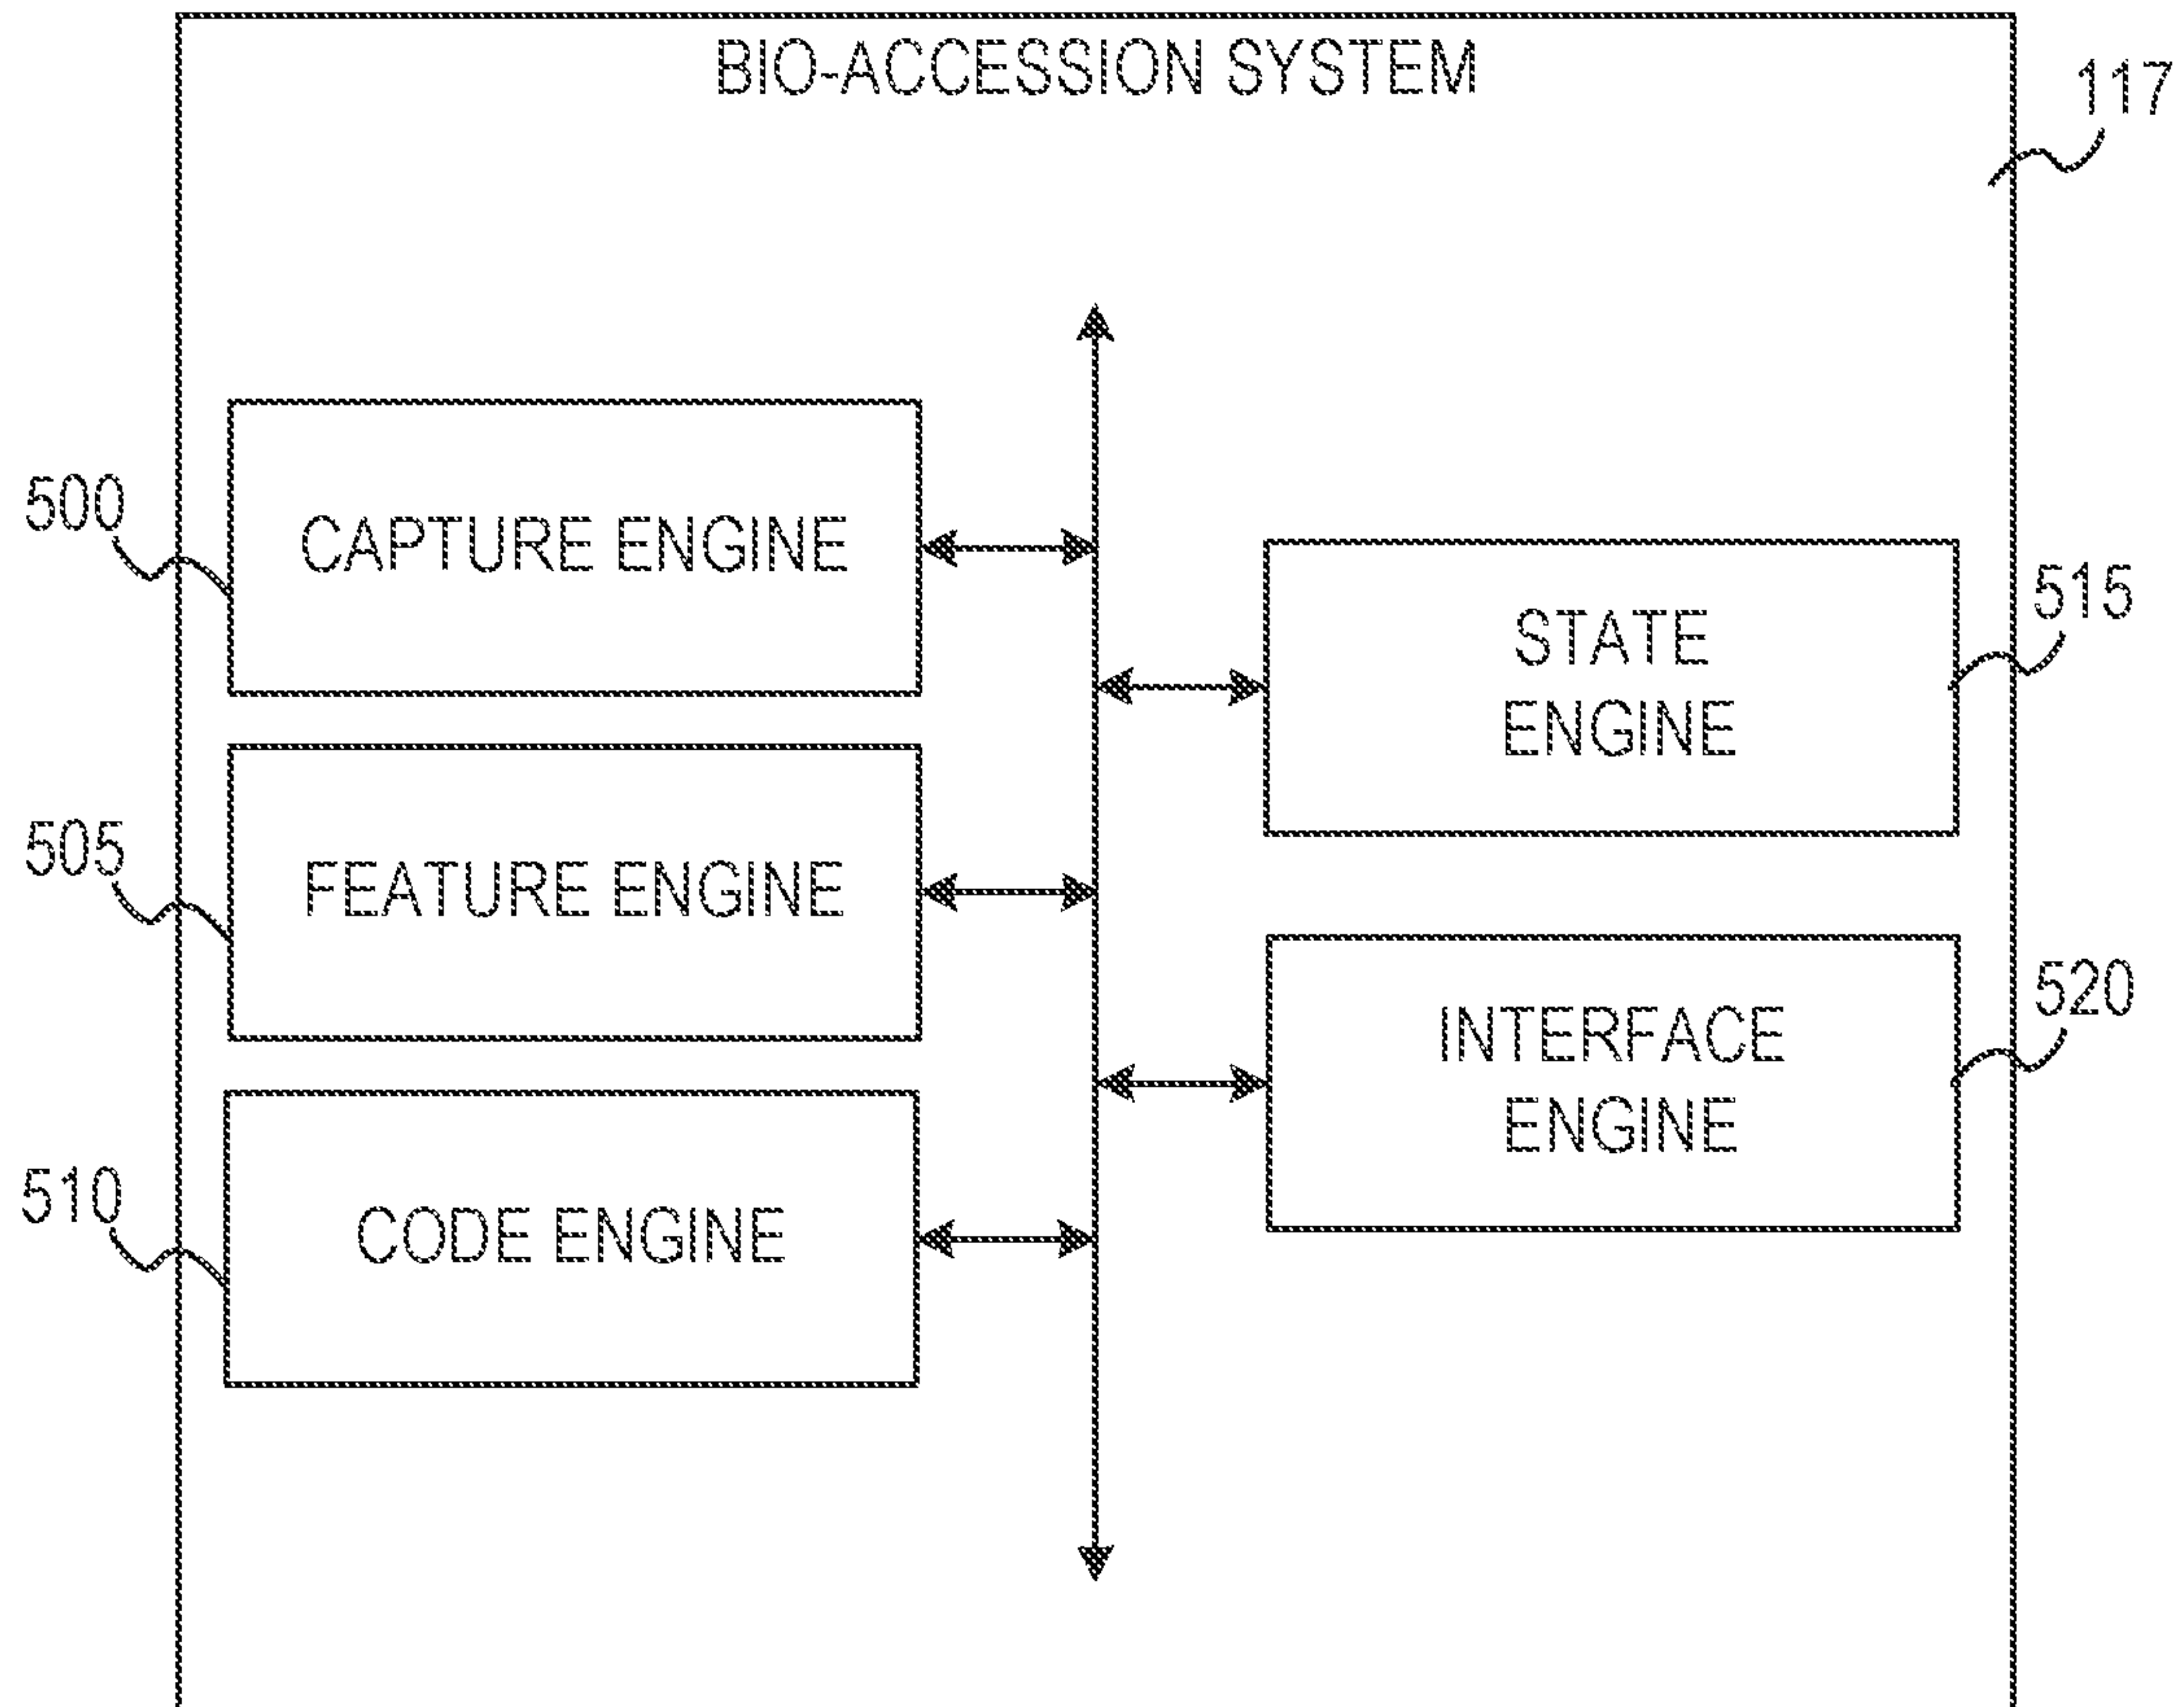 BIO-ACCESSION SYSTEM
117
500
CAPTURE ENGINE
515
STATE
ENGINE
505
FEATURE ENGINE
520
INTERFACE
ENGINE
510
CODE ENGINE